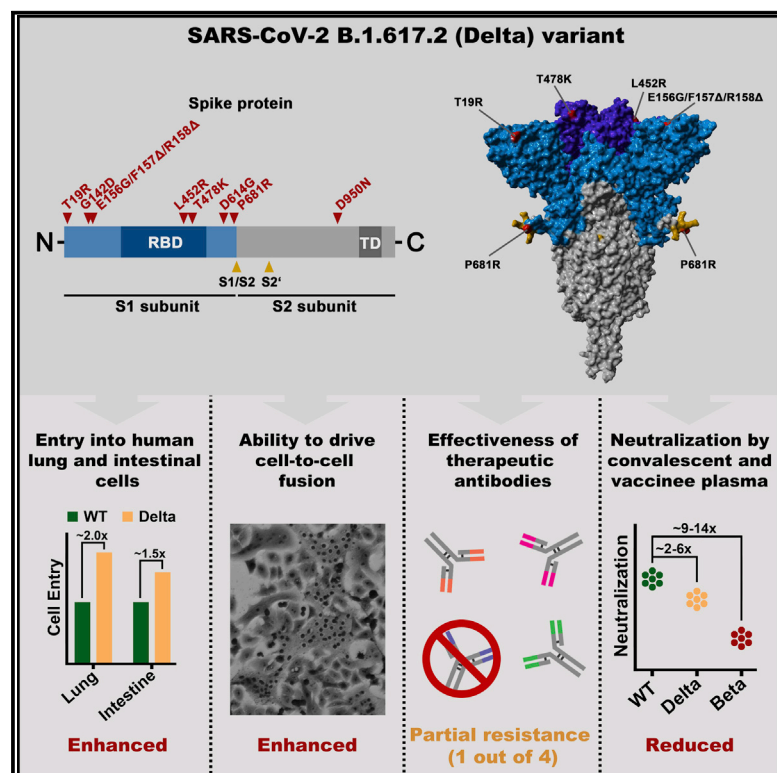 SARS-CoV-2 B.1.617.2 (Delta) variant
Spike protein
T19R
G142D
E156G/F157Δ/R158Δ
L452R
T478K
D614G
P681R
D950N
N
RBD
TD
C
S1/S2
S2‘
S1 subunit
S2 subunit
T478K
L452R
T19R
E156G/F157Δ/R158Δ
P681R
P681R
Entry into human
lung and intestinal
cells
WT
Delta
~2.0x
~1.5x
Cell Entry
Lung
Intestine
Enhanced
Ability to drive
cell-to-cell
fusion
Enhanced
Effectiveness of
therapeutic
antibodies
Partial resistance
(1 out of 4)
Neutralization by
convalescent and
vaccinee plasma
~9-14x
~2-6x
Neutralization
WT
Delta
Beta
Reduced